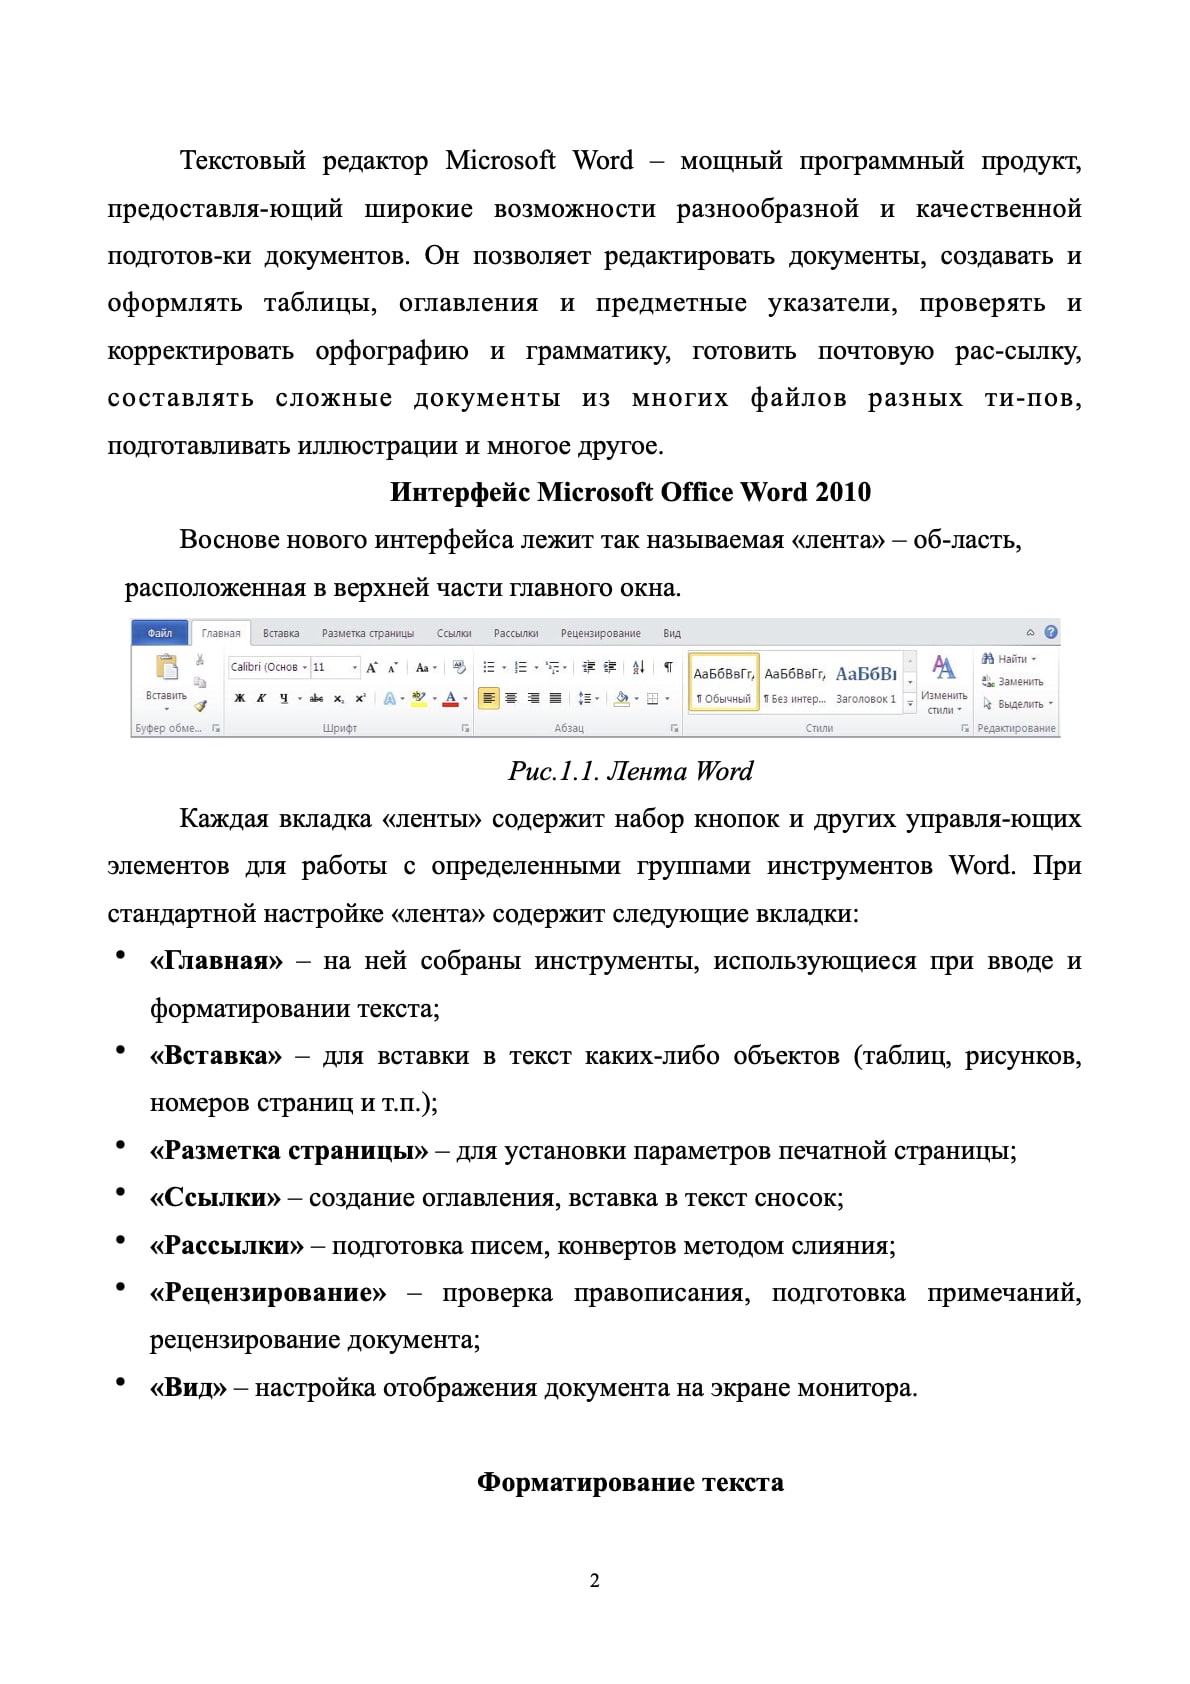 Текстовый редактор Microsoft Word – мощный программный продукт,
предоставля-ющий широкие возможности разнообразной и качественной
подготов-ки документов. Он позволяет редактировать документы, создавать и
оформлять таблицы, оглавления и предметные указатели, проверять и
корректировать орфографию и грамматику, готовить почтовую рас-сылку,
составлять сложные документы из многих файлов разных ти-пов,
подготавливать иллюстрации и многое другое.
Интерфейс Microsoft Office Word 2010
Воснове нового интерфейса лежит так называемая «лента» – об-ласть,
расположенная в верхней части главного окна.
Файл Главная Вставка Разметка страницы Ссылки Рассылки Рецензирование Вид
Calibri (Основ 11 Aa АаБбВвГг, АаБбВвГг, АаБбВı Найти
Вставить Заменить
Ж К Ч abc x₂ x² A ¶ Обычный ¶ Без интер... Заголовок 1 Изменить стили Выделить
Буфер обме... Шрифт Абзац Стили Редактирование
Рис.1.1. Лента Word
Каждая вкладка «ленты» содержит набор кнопок и других управля-ющих
элементов для работы с определенными группами инструментов Word. При
стандартной настройке «лента» содержит следующие вкладки:
• «Главная» – на ней собраны инструменты, использующиеся при вводе и
форматировании текста;
• «Вставка» – для вставки в текст каких-либо объектов (таблиц, рисунков,
номеров страниц и т.п.);
• «Разметка страницы» – для установки параметров печатной страницы;
• «Ссылки» – создание оглавления, вставка в текст сносок;
• «Рассылки» – подготовка писем, конвертов методом слияния;
• «Рецензирование» – проверка правописания, подготовка примечаний,
рецензирование документа;
• «Вид» – настройка отображения документа на экране монитора.
Форматирование текста
2